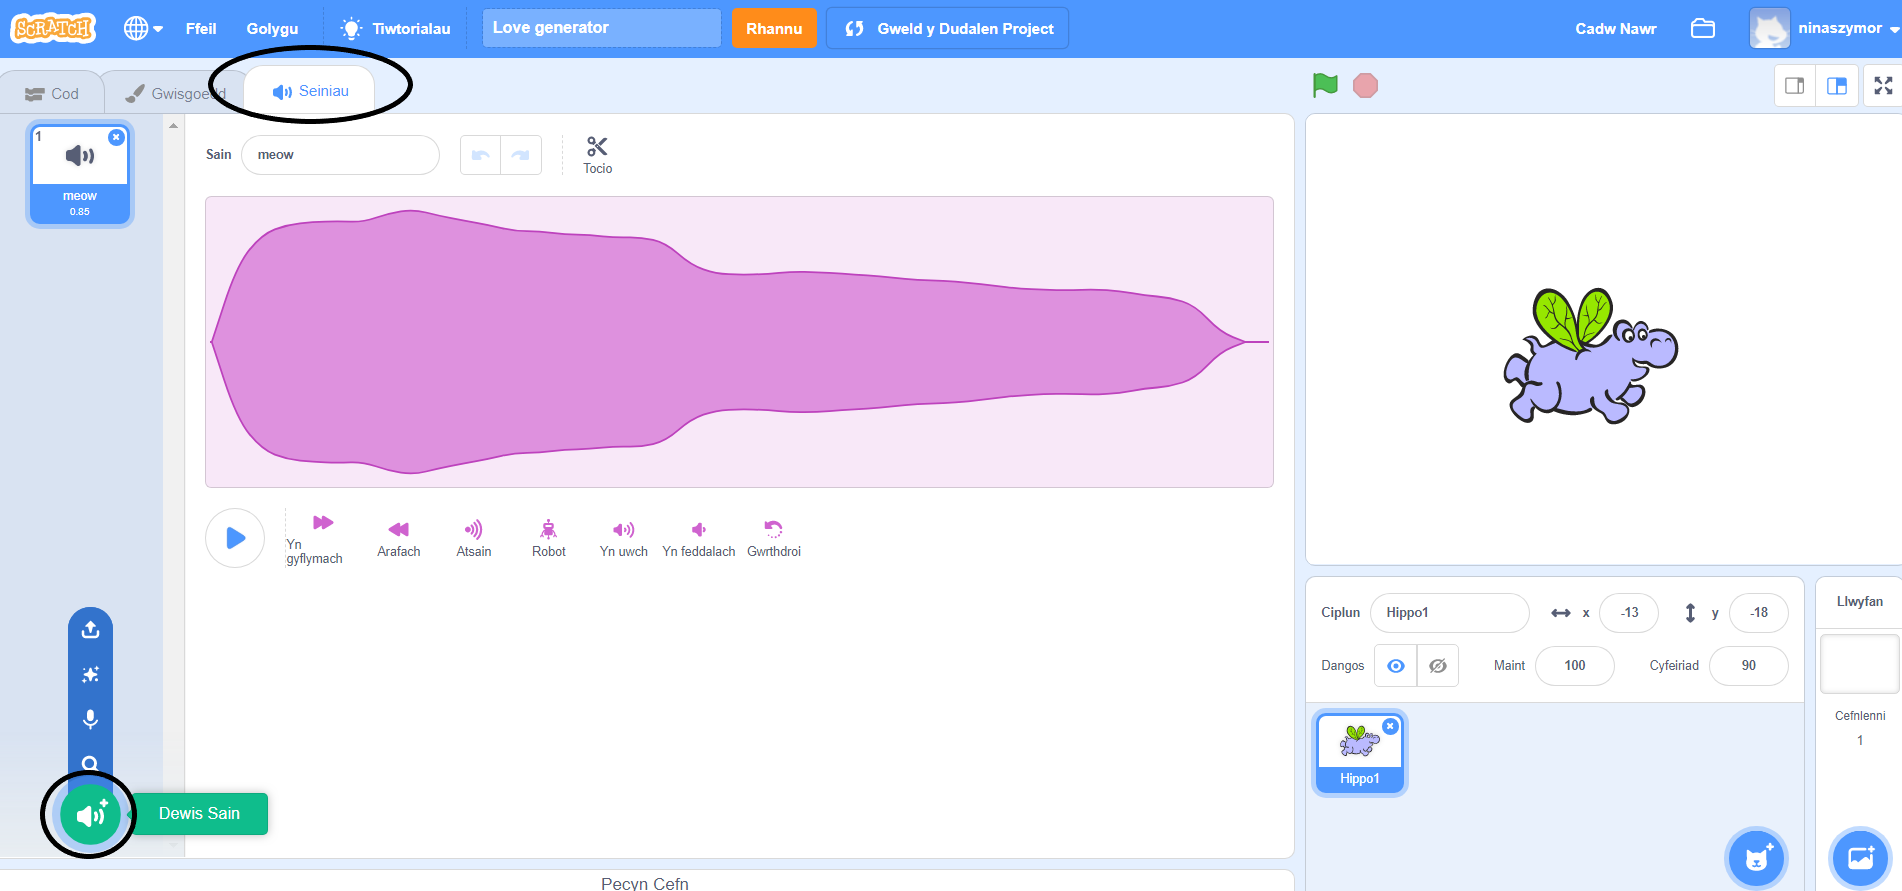 SCRATCH
Ffeil
Golygu
Tiwtorialau
Love generator
Rhannu
Gweld y Dudalen Project
Cadw Nawr
ninaszymor
Cod
Gwisgoedd
Seiniau
1
meow
0.85
Sain
meow
Tocio
Yn
gyflymach
Arafach
Atsain
Robot
Yn uwch
Yn feddalach
Gwrthdroi
Dewis Sain
Pecyn Cefn
Ciplun
Hippo1
x
-13
y
-18
Dangos
Maint
100
Cyfeiriad
90
Hippo1
Llwyfan
Cefnlenni
1